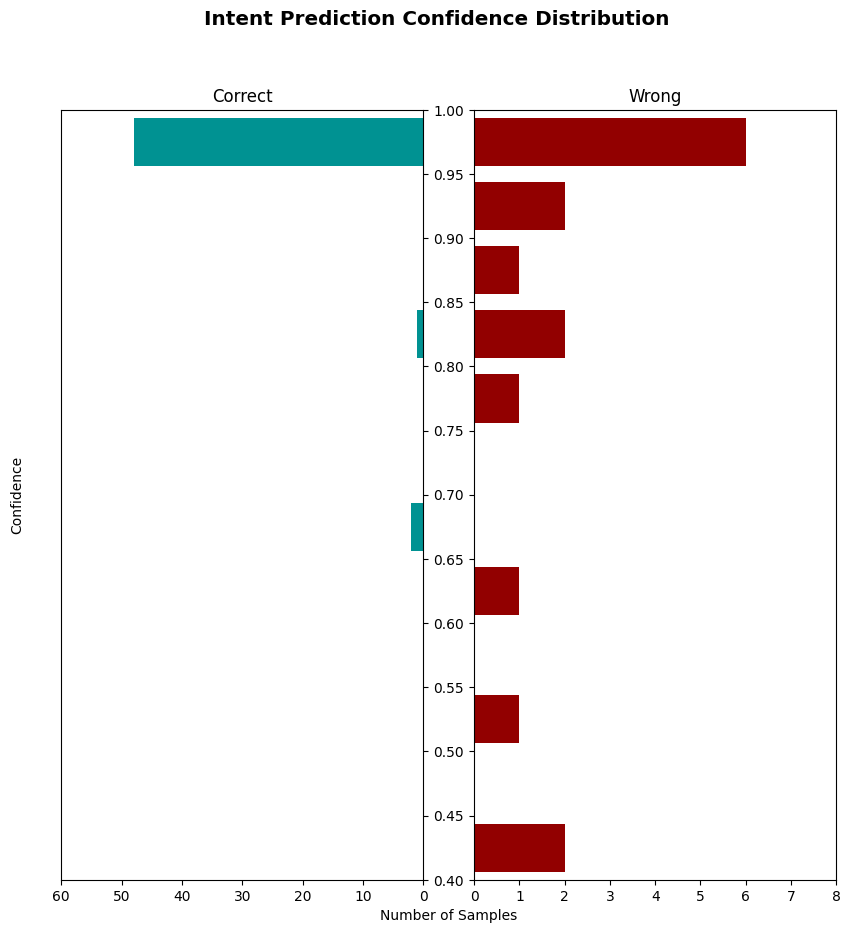 Intent Prediction Confidence Distribution
Correct
Wrong
1.00
0.95
0.90
0.85
0.80
0.75
0.70
0.65
0.60
0.55
0.50
0.45
0.40
Confidence
60 50 40 30 20 10 0
0 1 2 3 4 5 6 7 8
Number of Samples